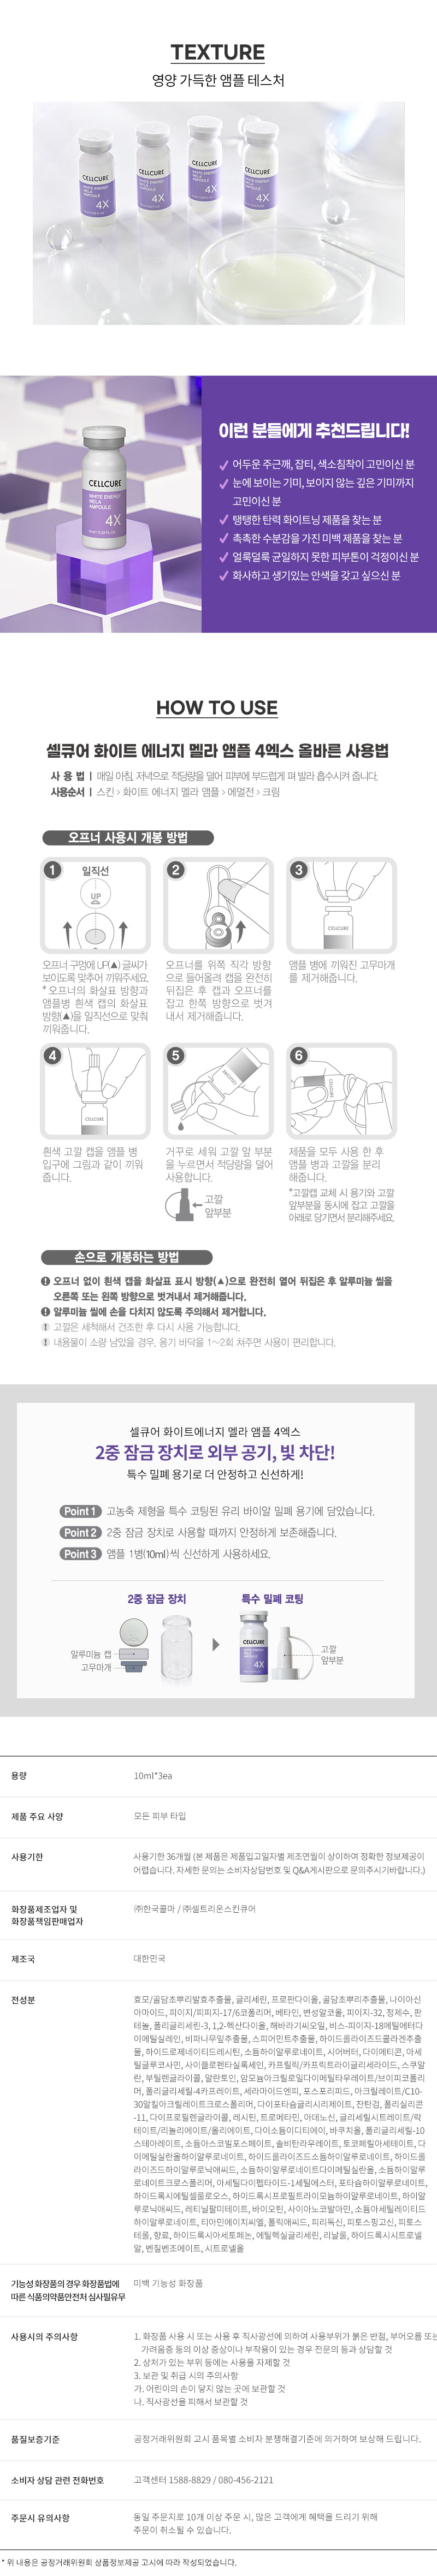 TEXTURE
영양 가득한 앰플 테스처
CELLCURE
WHITE ENERGY
MELA
AMPOULE
4X
CELLCURE
WHITE ENERGY
MELA
AMPOULE
4X
CELLCURE
WHITE ENERGY
MELA
AMPOULE
4X
CELLCURE
WHITE ENERGY
MELA
AMPOULE
4X
이런 분들에게 추천드립니다!
어두운 주근깨, 잡티, 색소침착이 고민이신 분
눈에 보이는 기미, 보이지 않는 깊은 기미까지
고민이신 분
탱탱한 탄력 화이트닝 제품을 찾는 분
촉촉한 수분감을 가진 미백 제품을 찾는 분
얼룩덜룩 균일하지 못한 피부톤이 걱정이신 분
화사하고 생기있는 안색을 갖고 싶으신 분
CELLCURE
WHITE ENERGY
MELA
AMPOULE
4X
HOW TO USE
셀큐어 화이트 에너지 멜라 앰플 4엑스 올바른 사용법
사 용 법 | 매일 아침, 저녁으로 적당량을 덜어 피부에 부드럽게 펴 발라 흡수시켜 줍니다.
사용순서 | 스킨 > 화이트 에너지 멜라 앰플 > 에멀전 > 크림
오프너 사용시 개봉 방법
1 일직선
UP
2
3
CELLCURE
오프너 구멍에 UP(▲) 글씨가
보이도록 맞추어 끼워주세요.
* 오프너의 화살표 방향과
앰플병 흰색 캡의 화살표
방향(▲)을 일직선으로 맞춰
끼워줍니다.
오프너를 위쪽 직각 방향
으로 들어올려 캡을 완전히
뒤집은 후 캡과 오프너를
잡고 한쪽 방향으로 벗겨
내서 제거해줍니다.
앰플 병에 끼워진 고무마개
를 제거해줍니다.
4
CELLCURE
5
CELLCURE
6
CELLCURE
흰색 고깔 캡을 앰플 병
입구에 그림과 같이 끼워
줍니다.
거꾸로 세워 고깔 앞 부분
을 누르면서 적당량을 덜어
사용합니다.
고깔
앞부분
제품을 모두 사용 한 후
앰플 병과 고깔을 분리
해줍니다.
*고깔캡 교체 시 용기와 고깔
앞부분을 동시에 잡고 고깔을
아래로 당기면서 분리해주세요.
손으로 개봉하는 방법
오프너 없이 흰색 캡을 화살표 표시 방향(▲)으로 완전히 열어 뒤집은 후 알루미늄 씰을
오른쪽 또는 왼쪽 방향으로 벗겨내서 제거해줍니다.
알루미늄 씰에 손을 다치지 않도록 주의해서 제거합니다.
고깔은 세척해서 건조한 후 다시 사용 가능합니다.
내용물이 소량 남았을 경우, 용기 바닥을 1~2회 쳐주면 사용이 편리합니다.
셀큐어 화이트에너지 멜라 앰플 4엑스
2중 잠금 장치로 외부 공기, 빛 차단!
특수 밀폐 용기로 더 안정하고 신선하게!
Point 1 고농축 제형을 특수 코팅된 유리 바이알 밀폐 용기에 담았습니다.
Point 2 2중 잠금 장치로 사용할 때까지 안정하게 보존해줍니다.
Point 3 앰플 1병(10ml)씩 신선하게 사용하세요.
2중 잠금 장치
특수 밀폐 코팅
알루미늄 캡
고무마개
CELLCURE
4X
고깔
앞부분
용량 10ml*3ea
제품 주요 사양 모든 피부 타입
사용기한 사용기한 36개월 (본 제품은 제품입고일자별 제조연월이 상이하여 정확한 정보제공이
어렵습니다. 자세한 문의는 소비자상담번호 및 Q&A게시판으로 문의주시기바랍니다.)
화장품제조업자 및
화장품책임판매업자
㈜한국콜마 / ㈜셀트리온스킨큐어
제조국 대한민국
전성분 효모/골담초뿌리발효추출물, 글리세린, 프로판다이올, 골담초뿌리추출물, 나이아신
아마이드, 피이지/피피지-17/6코폴리머, 베타인, 변성알코올, 피이지-32, 정제수, 판
테놀, 폴리글리세린-3, 1,2-헥산다이올, 해바라기씨오일, 비스-피이지-18메틸에터다
이메틸실레인, 비파나무잎추출물, 스피어민트추출물, 하이드롤라이즈드콜라겐추출
물, 하이드로제네이티드레시틴, 소듐하이알루로네이트, 시어버터, 다이메티콘, 아세
틸글루코사민, 사이클로펜타실록세인, 카프릴릭/카프릭트라이글리세라이드, 스쿠알
란, 부틸렌글라이콜, 알란토인, 암모늄아크릴로일다이메틸타우레이트/브이피코폴리
머, 폴리글리세릴-4카프레이트, 세라마이드엔피, 포스포리피드, 아크릴레이트/C10-
30알킬아크릴레이트크로스폴리머, 다이포타슘글리시리제이트, 잔탄검, 폴리실리콘
-11, 다이프로필렌글라이콜, 레시틴, 트로메타민, 아데노신, 글리세릴시트레이트/락
테이트/리놀리에이트/올리에이트, 다이소듐이디티에이, 바쿠치올, 폴리글리세릴-10
스테아레이트, 소듐아스코빌포스페이트, 솔비탄라우레이트, 토코페릴아세테이트, 다
이메틸실란올하이알루로네이트, 하이드롤라이즈드소듐하이알루로네이트, 하이드롤
라이즈드하이알루로닉애씨드, 소듐하이알루로네이트다이메틸실란올, 소듐하이알루
로네이트크로스폴리머, 아세틸다이펩타이드-1세틸에스터, 포타슘하이알루로네이트,
하이드록시에틸셀룰로오스, 하이드록시프로필트라이모늄하이알루로네이트, 하이알
루로닉애씨드, 레티닐팔미테이트, 바이오틴, 사이아노코발아민, 소듐아세틸레이티드
하이알루로네이트, 티아민에이치씨엘, 폴릭애씨드, 피리독신, 피토스핑고신, 피토스
테롤, 향료, 하이드록시아세토페논, 에틸헥실글리세린, 리날룰, 하이드록시시트로넬
알, 벤질벤조에이트, 시트로넬올
기능성 화장품의 경우 화장품법에
따른 식품의약품안전처 심사필유무
미백 기능성 화장품
사용시의 주의사항 1. 화장품 사용 시 또는 사용 후 직사광선에 의하여 사용부위가 붉은 반점, 부어오름 또는
가려움증 등의 이상 증상이나 부작용이 있는 경우 전문의 등과 상담할 것
2. 상처가 있는 부위 등에는 사용을 자제할 것
3. 보관 및 취급 시의 주의사항
가. 어린이의 손이 닿지 않는 곳에 보관할 것
나. 직사광선을 피해서 보관할 것
품질보증기준 공정거래위원회 고시 품목별 소비자 분쟁해결기준에 의거하여 보상해 드립니다.
소비자 상담 관련 전화번호 고객센터 1588-8829 / 080-456-2121
주문시 유의사항 동일 주문지로 10개 이상 주문 시, 많은 고객에게 혜택을 드리기 위해
주문이 취소될 수 있습니다.
* 위 내용은 공정거래위원회 상품정보제공 고시에 따라 작성되었습니다.